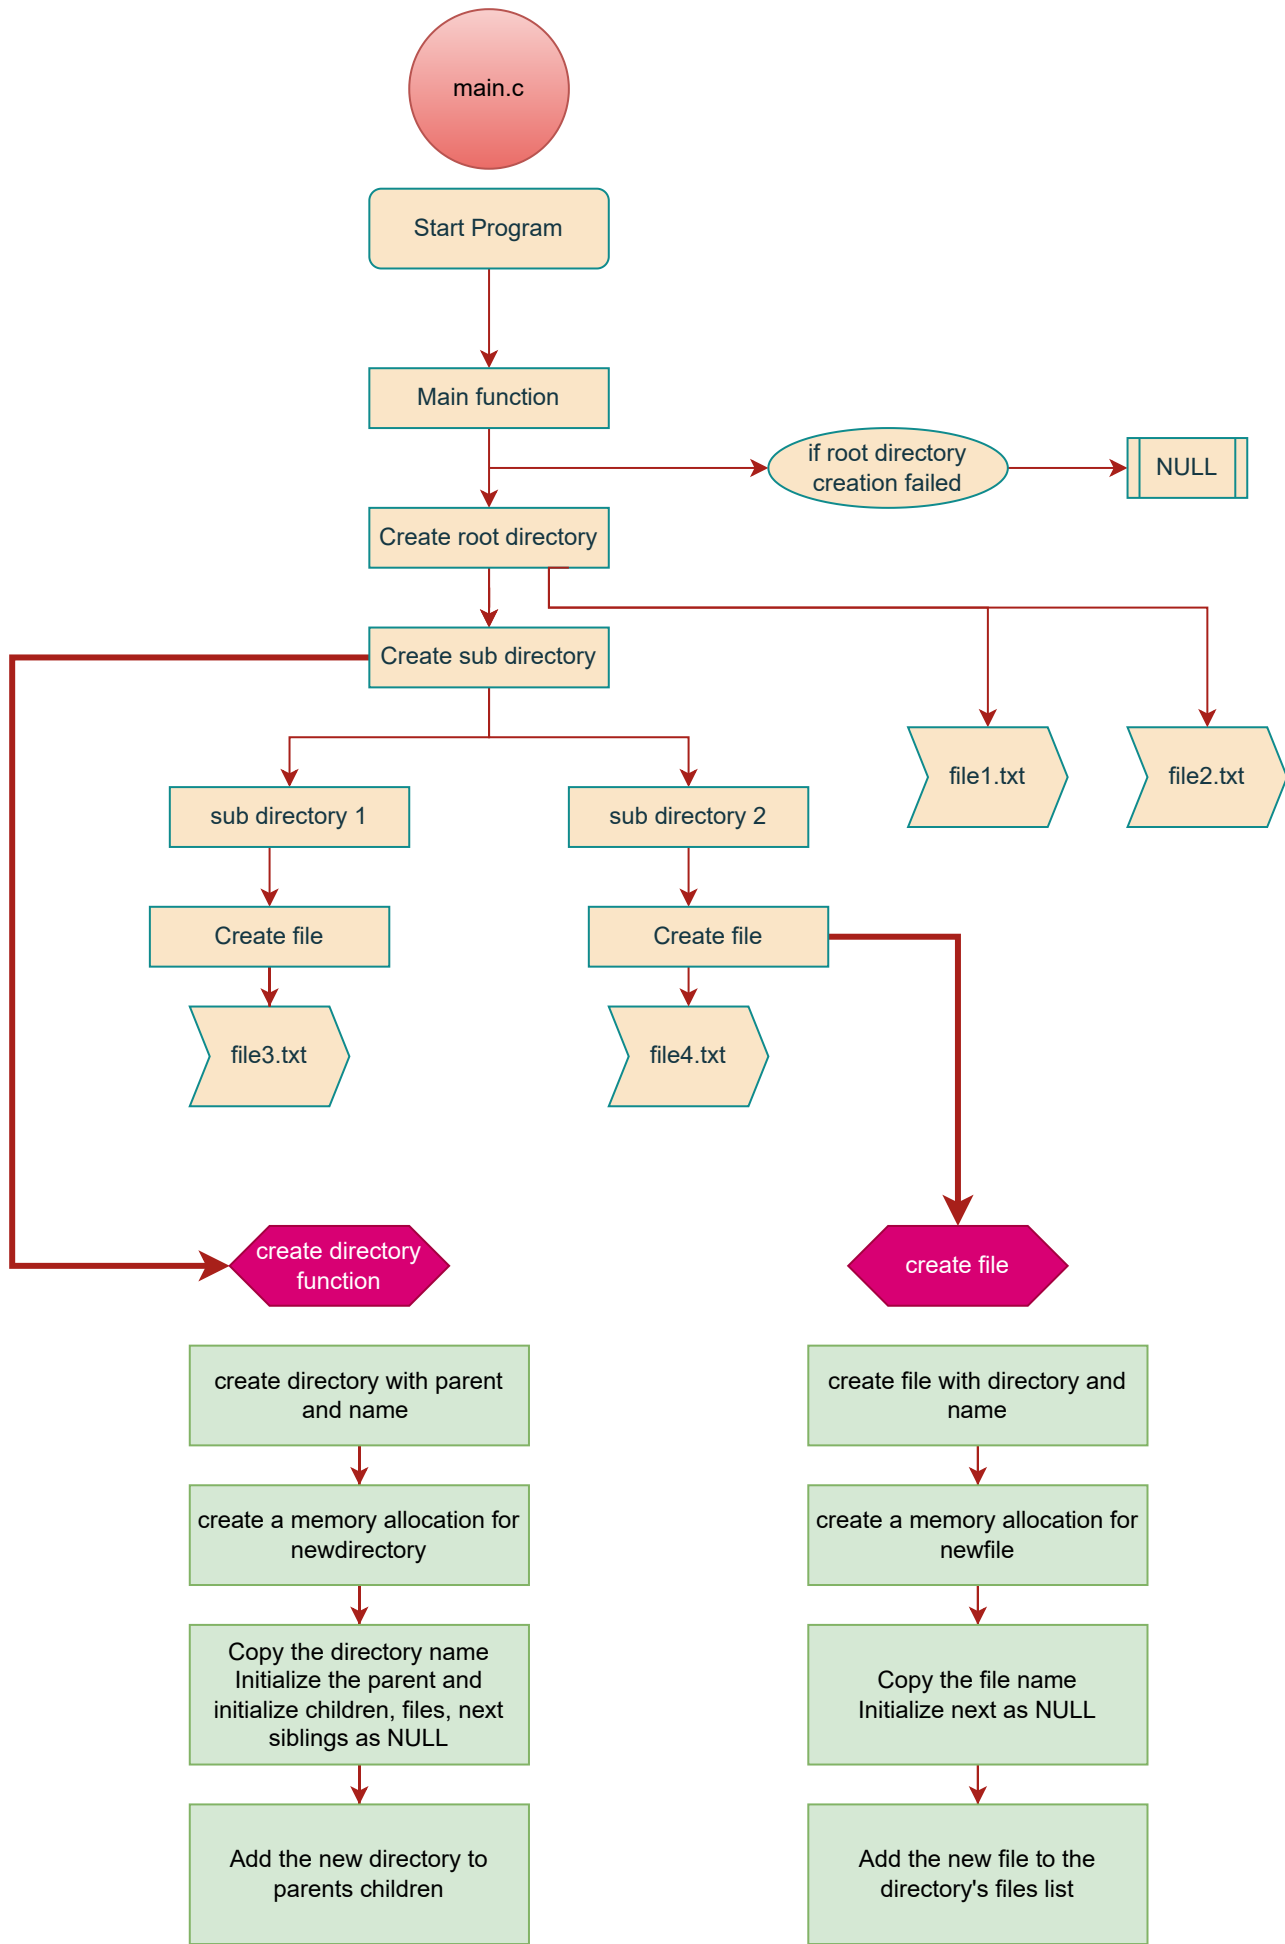 main.c
Start Program
Main function
if root directory
creation failed
NULL
Create root directory
Create sub directory
file1.txt
file2.txt
sub directory 1
sub directory 2
Create file
Create file
file3.txt
file4.txt
create directory
function
create file
create directory with parent
and name
create file with directory and
name
create a memory allocation for
newdirectory
create a memory allocation for
newfile
Copy the directory name
Initialize the parent and
initialize children, files, next
siblings as NULL
Copy the file name
Initialize next as NULL
Add the new directory to
parents children
Add the new file to the
directory's files list